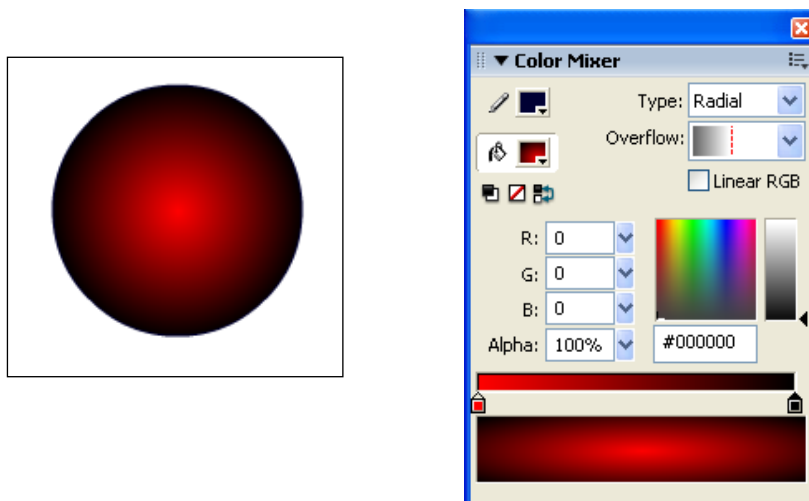 Color Mixer
Type: Radial
Overflow:
Linear RGB
R: 0
G: 0
B: 0
Alpha: 100% #000000